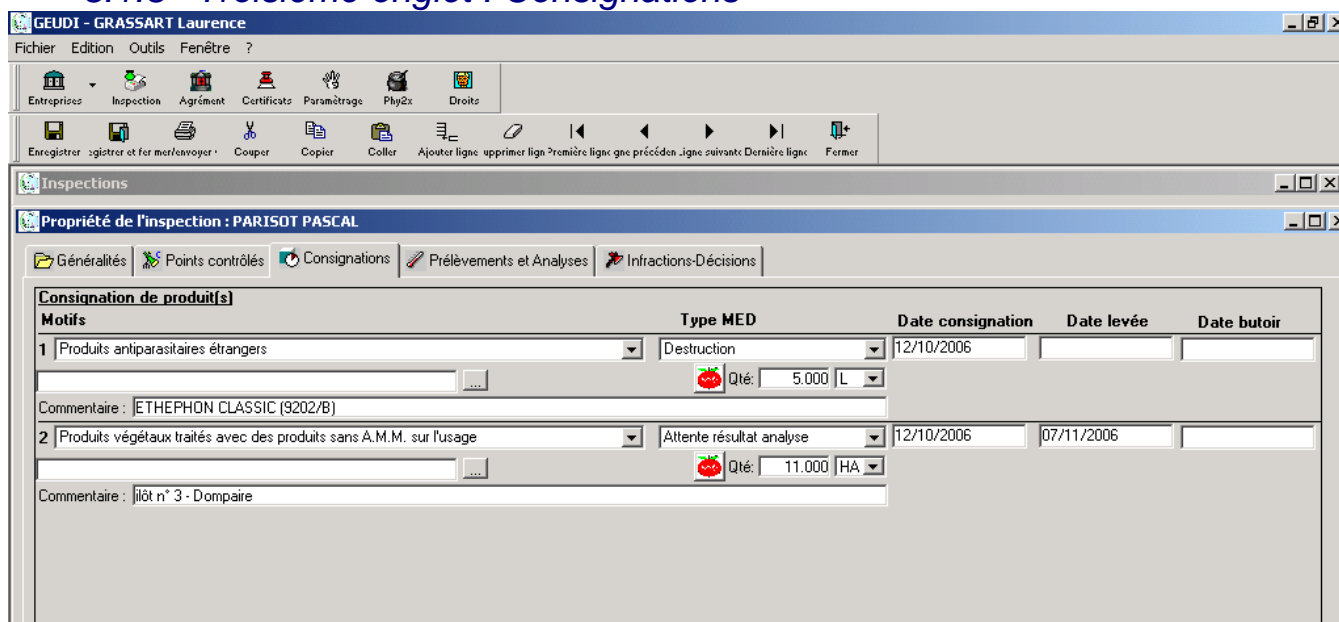 GEUDI - GRASSART Laurence
Fichier Edition Outils Fenêtre ?
Entreprises Inspection Agrément Certificats Paramètrage Phy2x Droits
Enregistrer Couper Copier Coller Ajouter ligne Fermer
Inspections
Propriété de l'inspection : PARISOT PASCAL
Généralités Points contrôlés Consignations Prélèvements et Analyses Infractions-Décisions
Consignation de produit(s)
Motifs Type MED Date consignation Date levée Date butoir
1 Produits antiparasitaires étrangers Destruction 12/10/2006
... Qté: 5.000 L
Commentaire : ETHEPHON CLASSIC (9202/B)
2 Produits végétaux traités avec des produits sans A.M.M. sur l'usage Attente résultat analyse 12/10/2006 07/11/2006
... Qté: 11.000 HA
Commentaire : ilôt n° 3 - Dompaire